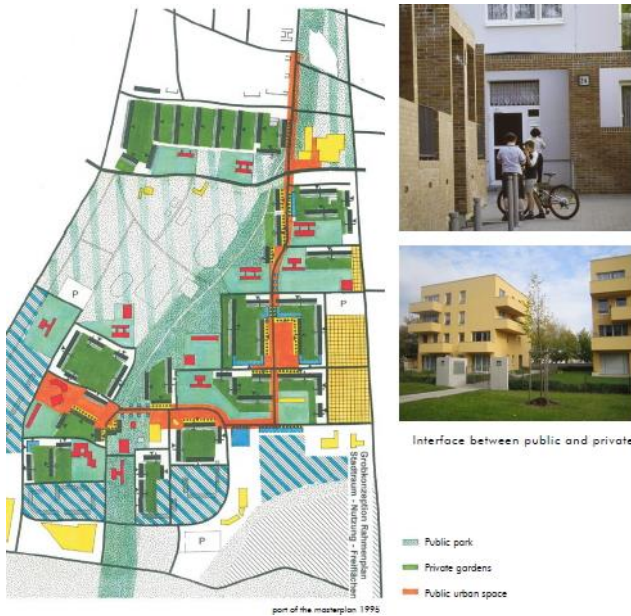 P
P
P
Grobkonzeption Rahmenplan
Stadtraum - Nutzung - Freiflächen
part of the masterplan 1995
Interface between public and private
Public park
Private gardens
Public urban space